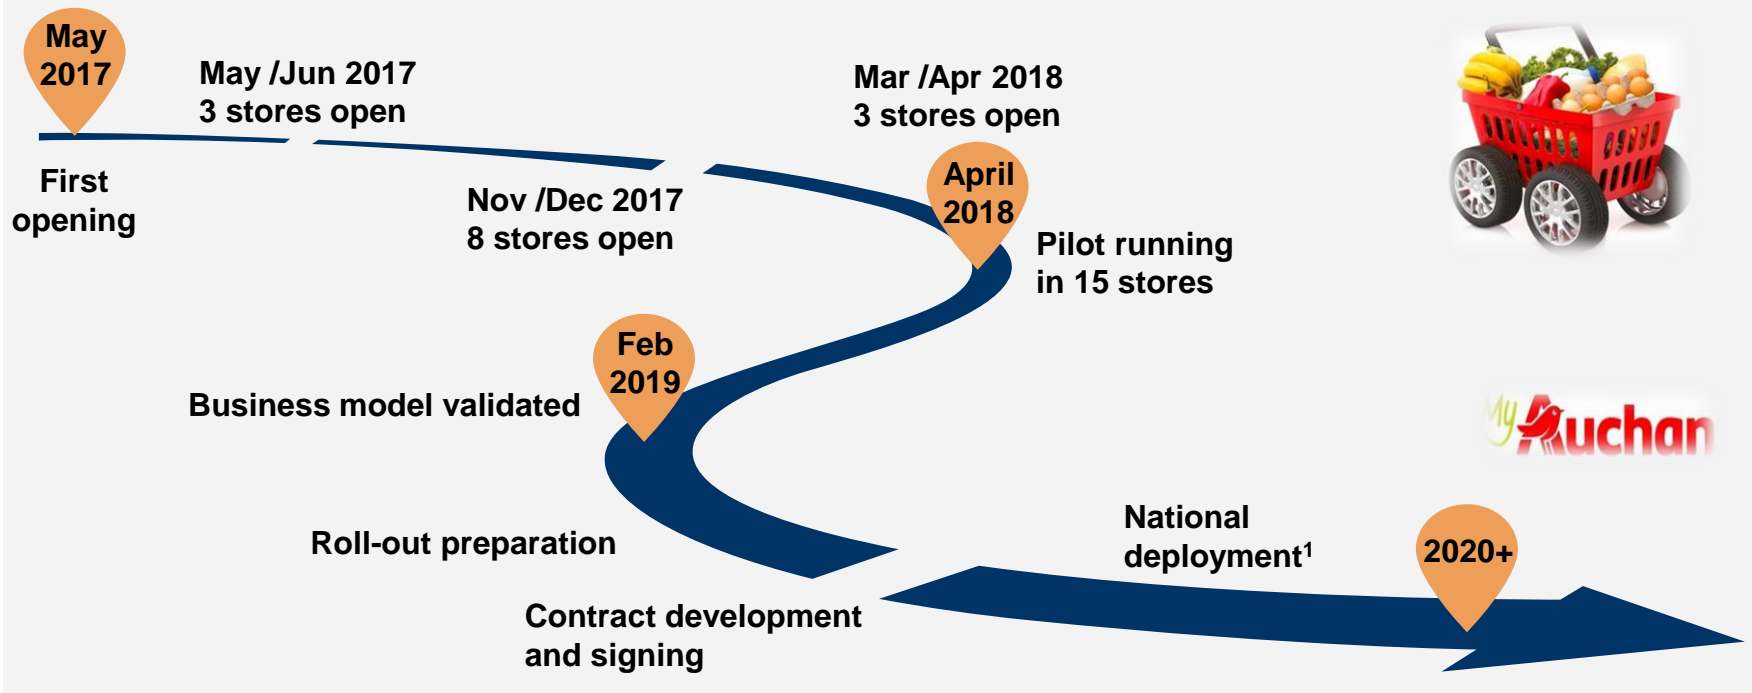 May
2017
May /Jun 2017
3 stores open
Mar /Apr 2018
3 stores open
First
opening
Nov /Dec 2017
8 stores open
April
2018
Pilot running
in 15 stores
Feb
2019
Business model validated
My Auchan
Roll-out preparation
National
deployment¹
2020+
Contract development
and signing